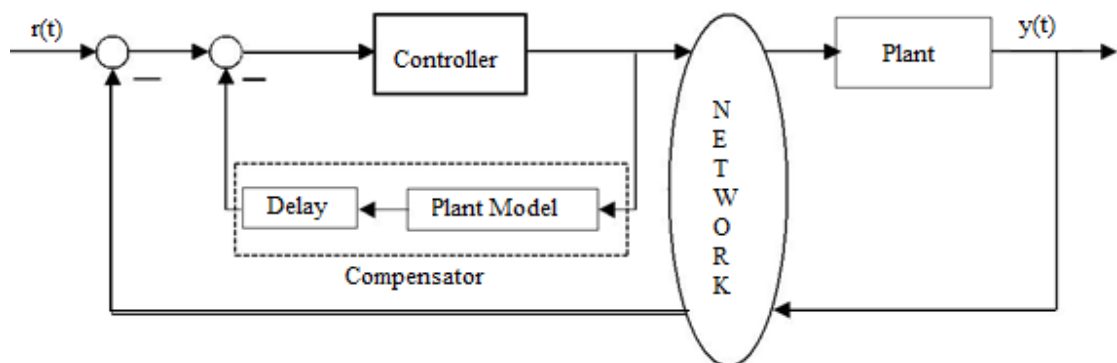 r(t)
Controller
Plant
y(t)
N
E
T
W
O
R
K
Delay
Plant Model
Compensator